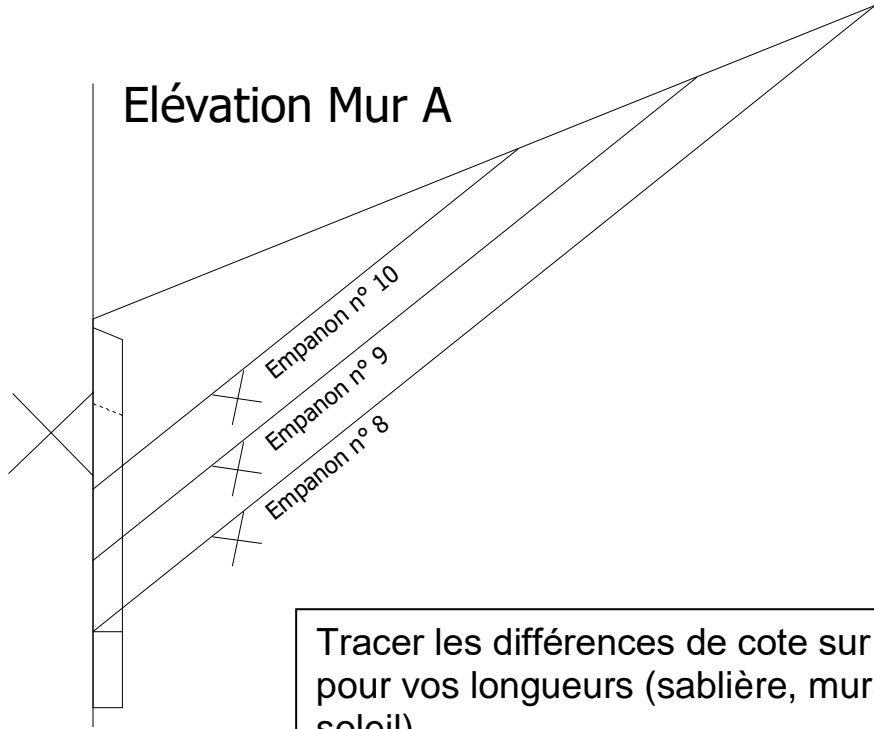 Elévation Mur A
Empanon n° 10
Empanon n° 9
Empanon n° 8
Tracer les différences de cote sur
pour vos longueurs (sablière, mur
soleil)